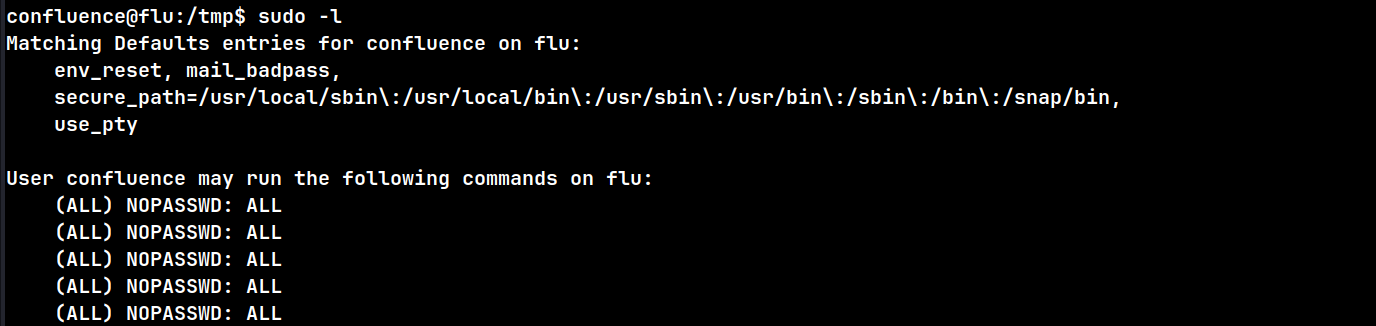 confluence@flu:/tmp$ sudo -l
Matching Defaults entries for confluence on flu:
    env_reset, mail_badpass,
    secure_path=/usr/local/sbin\:/usr/local/bin\:/usr/sbin\:/usr/bin\:/sbin\:/bin\:/snap/bin,
    use_pty

User confluence may run the following commands on flu:
    (ALL) NOPASSWD: ALL
    (ALL) NOPASSWD: ALL
    (ALL) NOPASSWD: ALL
    (ALL) NOPASSWD: ALL
    (ALL) NOPASSWD: ALL